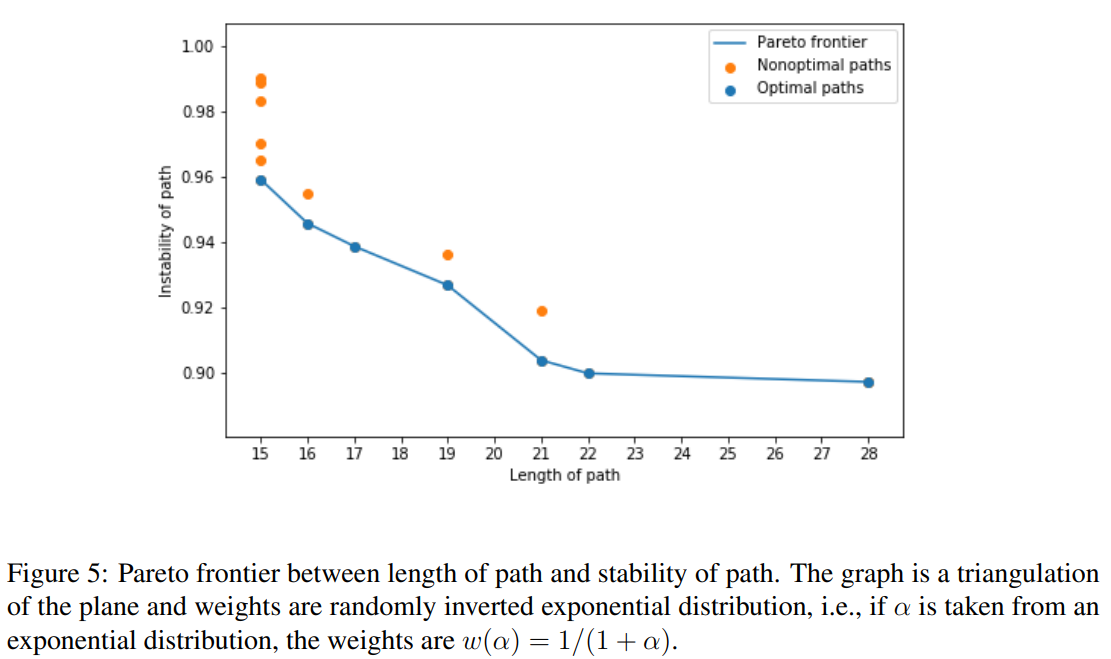 1.00
0.98
0.96
0.94
0.92
0.90
Instability of path
Pareto frontier
Nonoptimal paths
Optimal paths
15 16 17 18 19 20 21 22 23 24 25 26 27 28
Length of path
Figure 5: Pareto frontier between length of path and stability of path. The graph is a triangulation
of the plane and weights are randomly inverted exponential distribution, i.e., if α is taken from an
exponential distribution, the weights are w(α) = 1/(1 + α).